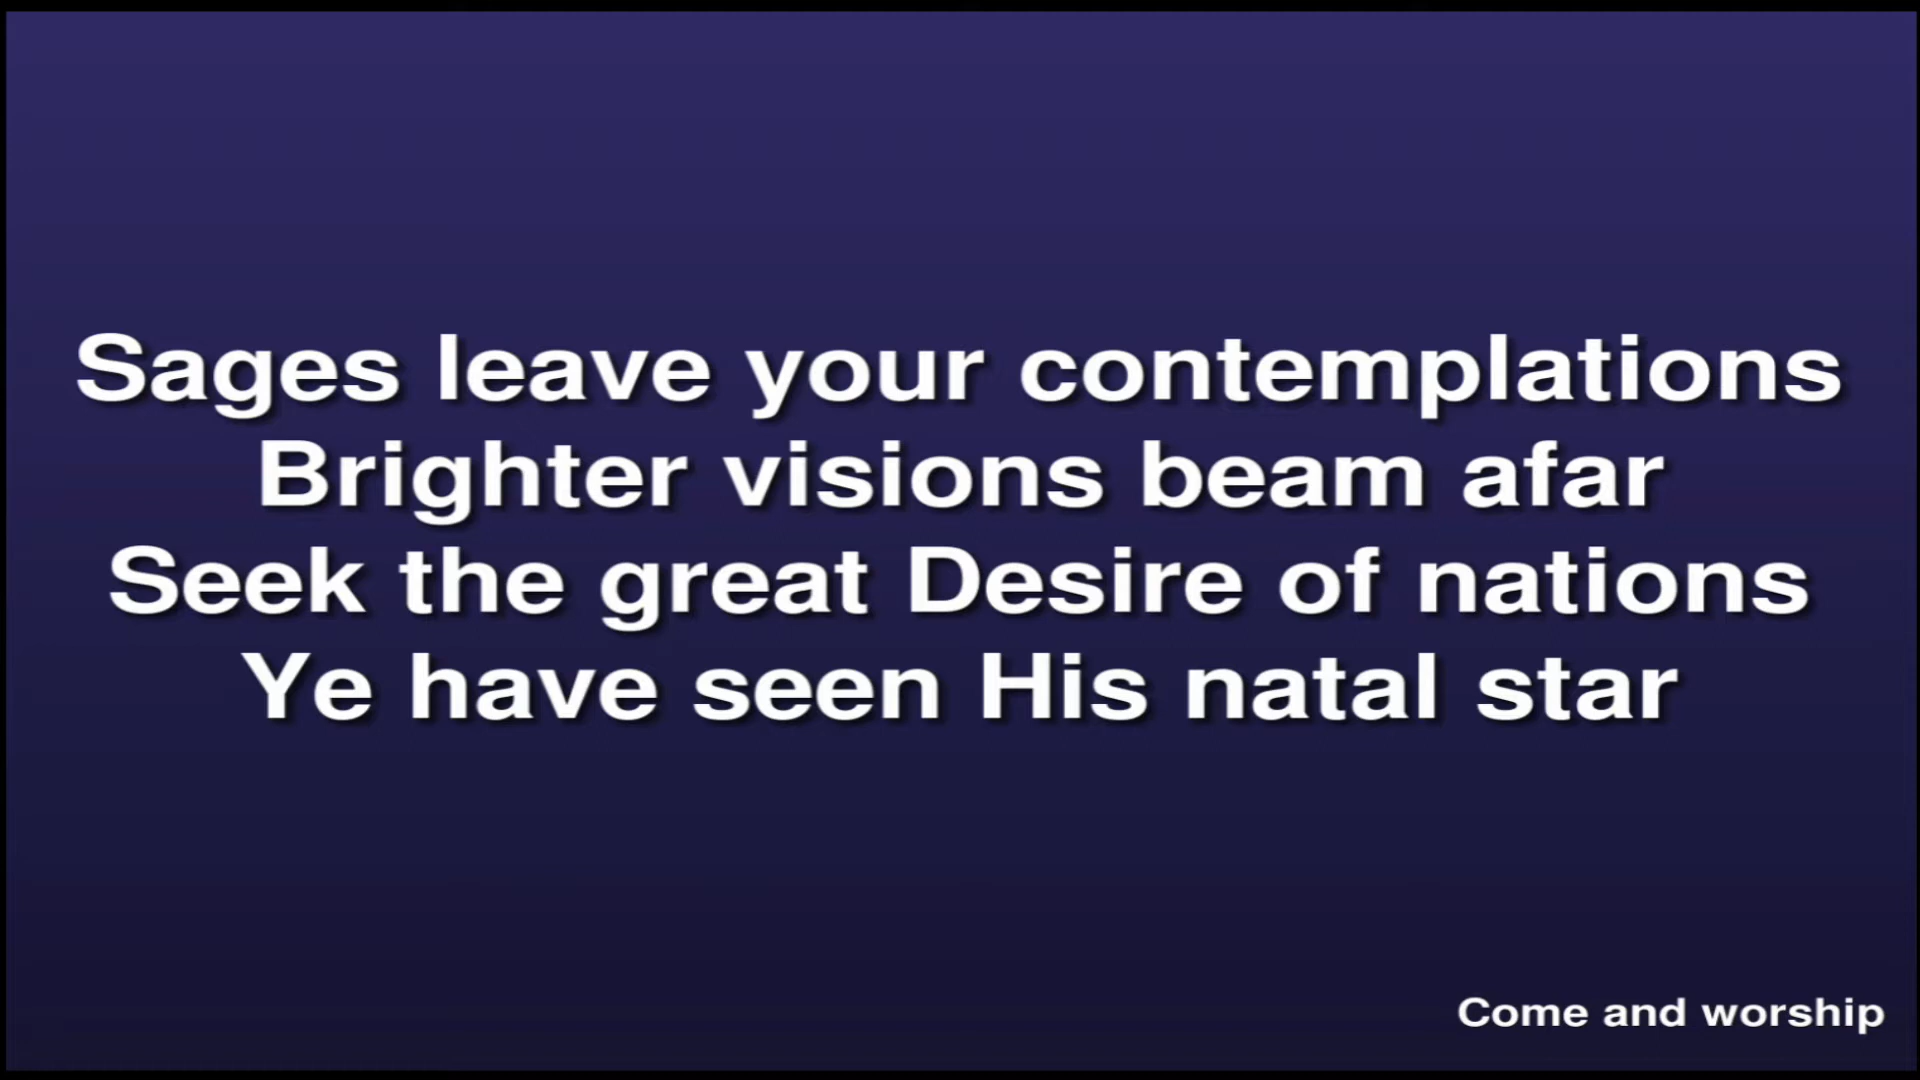 Sages leave your contemplations
Brighter visions beam afar
Seek the great Desire of nations
Ye have seen His natal star
Come and worship